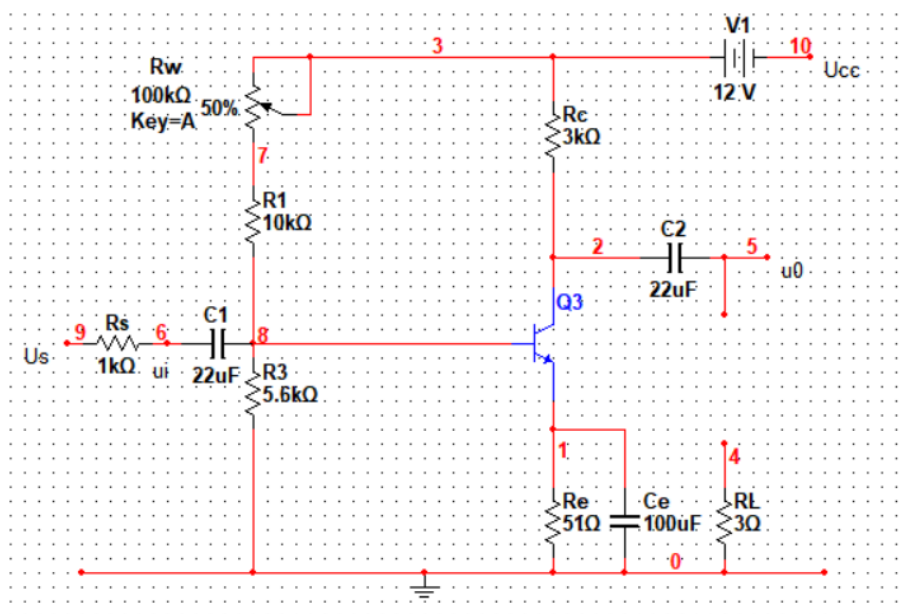 V1
3
10
Ucc
12 V
Rw
100kΩ
50%
Key=A
Rc
3kΩ
7
R1
10kΩ
C2
2
5
u0
22uF
Q3
C1
9
Rs
6
8
Us
1kΩ
ui
22uF
R3
5.6kΩ
1
4
Re
51Ω
Ce
100uF
RL
3Ω
0